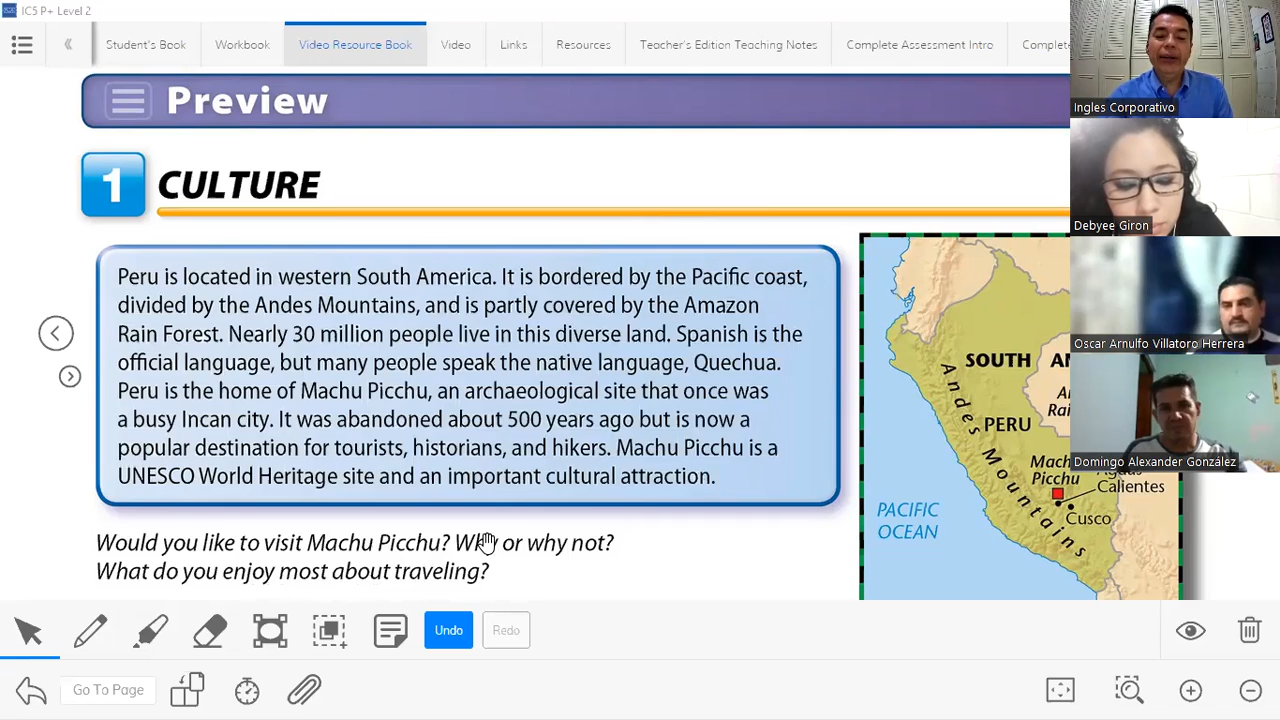 IC5 P+ Level 2
Student's Book
Workbook
Video Resource Book
Video
Links
Resources
Teacher's Edition Teaching Notes
Complete Assessment Intro
Complete
Preview
1 CULTURE
Peru is located in western South America. It is bordered by the Pacific coast,
divided by the Andes Mountains, and is partly covered by the Amazon
Rain Forest. Nearly 30 million people live in this diverse land. Spanish is the
official language, but many people speak the native language, Quechua.
Peru is the home of Machu Picchu, an archaeological site that once was
a busy Incan city. It was abandoned about 500 years ago but is now a
popular destination for tourists, historians, and hikers. Machu Picchu is a
UNESCO World Heritage site and an important cultural attraction.
Would you like to visit Machu Picchu? Why or why not?
What do you enjoy most about traveling?
SOUTH
PERU
Andes Mountains
Picchu
Calientes
Cusco
PACIFIC
OCEAN
Ingles Corporativo
Debyee Giron
Oscar Arnulfo Villatoro Herrera
Domingo Alexander González
Undo
Redo
Go To Page